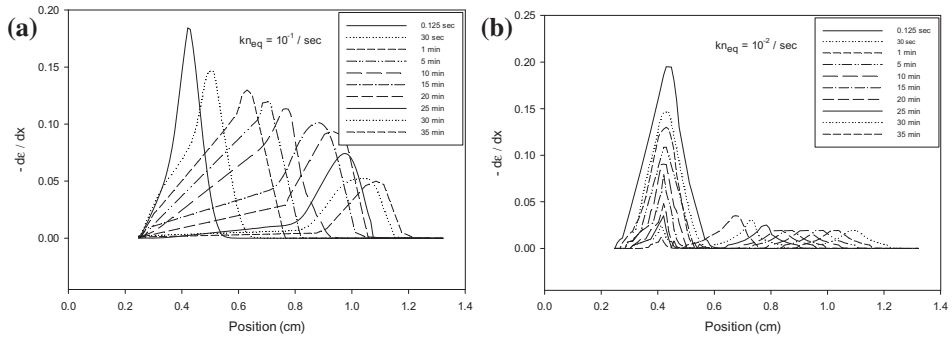 (a)
kn_eq = 10^-1 / sec
0.125 sec
30 sec
1 min
5 min
10 min
15 min
20 min
25 min
30 min
35 min
- dε / dx
0.20
0.15
0.10
0.05
0.00
0.0 0.2 0.4 0.6 0.8 1.0 1.2 1.4
Position (cm)
(b)
kn_eq = 10^-2 / sec
0.125 sec
30 sec
1 min
5 min
10 min
15 min
20 min
25 min
30 min
35 min
- dε / dx
0.25
0.20
0.15
0.10
0.05
0.00
0.0 0.2 0.4 0.6 0.8 1.0 1.2 1.4
Position (cm)